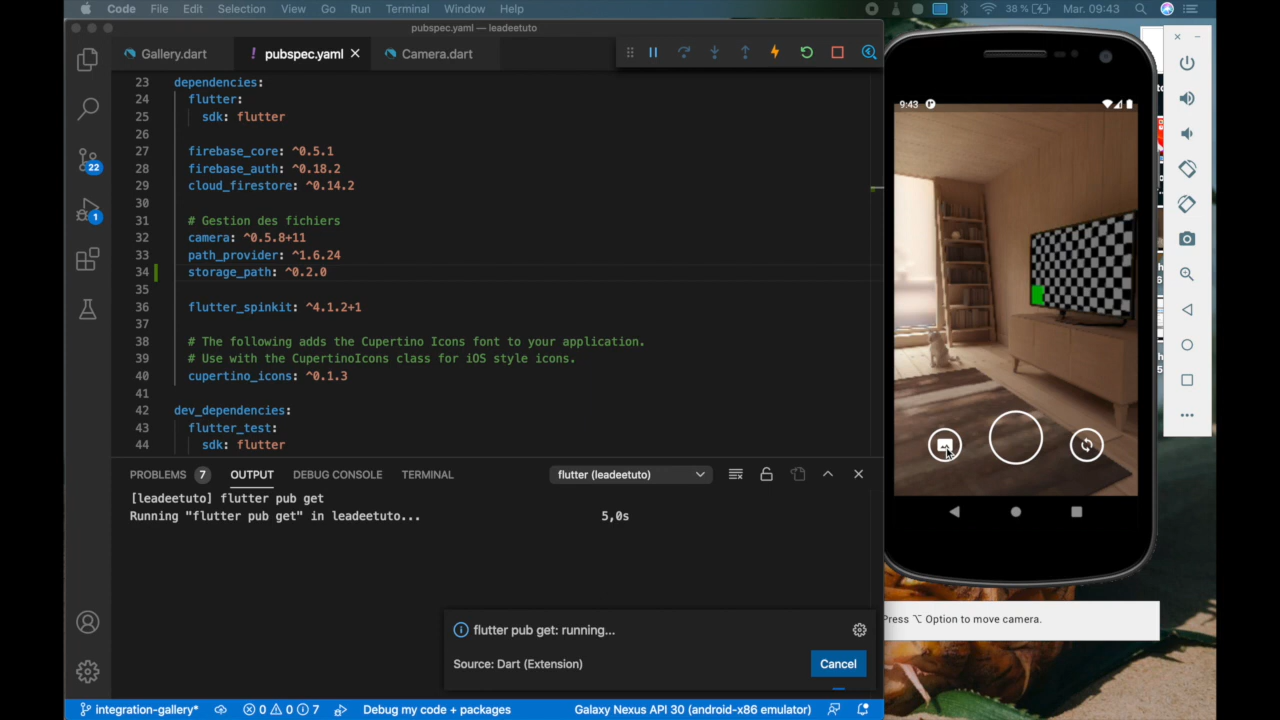 Code File Edit Selection View Go Run Terminal Window Help 38 % Mar. 09:43
pubspec.yaml — leadeetuto
Gallery.dart ! pubspec.yaml Camera.dart
23 dependencies:
24 flutter:
25 sdk: flutter
26
27 firebase_core: ^0.5.1
28 firebase_auth: ^0.18.2
29 cloud_firestore: ^0.14.2
30
31 # Gestion des fichiers
32 camera: ^0.5.8+11
33 path_provider: ^1.6.24
34 storage_path: ^0.2.0
35
36 flutter_spinkit: ^4.1.2+1
37
38 # The following adds the Cupertino Icons font to your application.
39 # Use with the CupertinoIcons class for iOS style icons.
40 cupertino_icons: ^0.1.3
41
42 dev_dependencies:
43 flutter_test:
44 sdk: flutter
22
1
PROBLEMS 7 OUTPUT DEBUG CONSOLE TERMINAL flutter (leadeetuto)
[leadeetuto] flutter pub get
Running "flutter pub get" in leadeetuto... 5,0s
flutter pub get: running...
Source: Dart (Extension) Cancel
integration-gallery* 0 0 7 Debug my code + packages Galaxy Nexus API 30 (android-x86 emulator)
9:43
Press ⌥ Option to move camera.